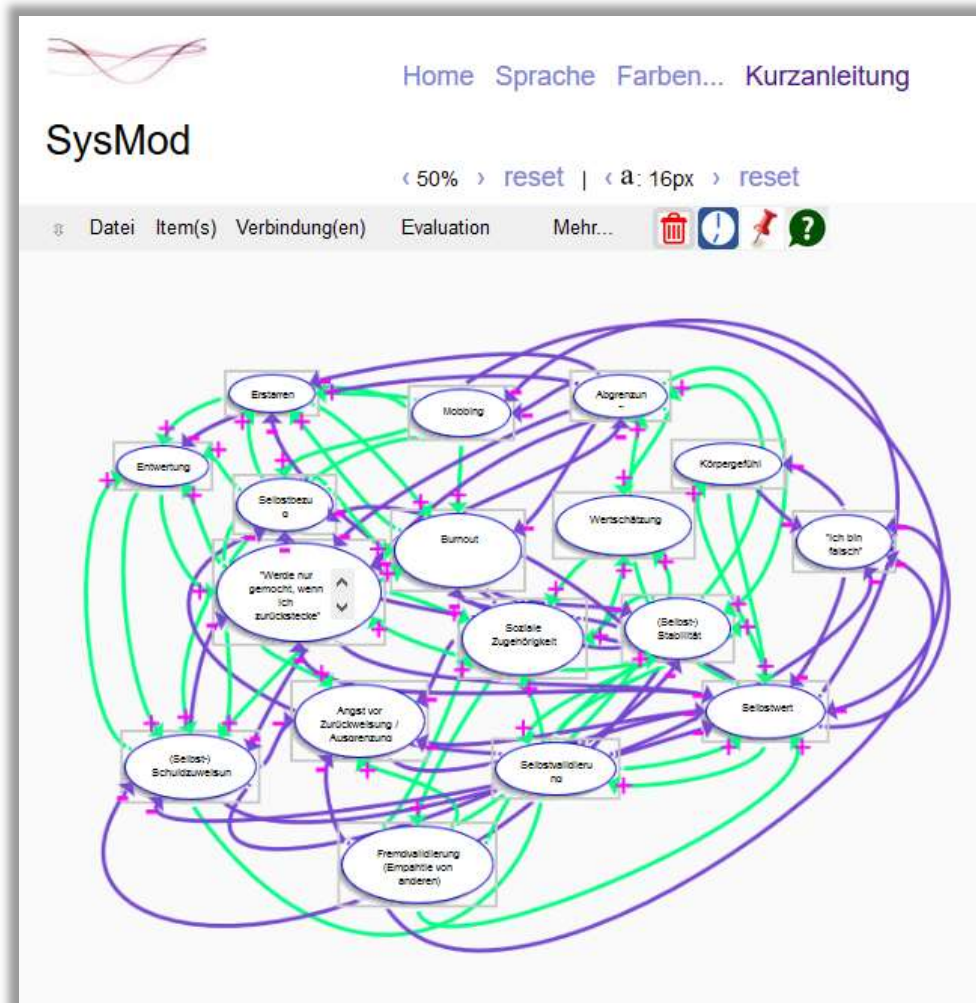 Home Sprache Farben... Kurzanleitung
SysMod
‹ 50% › reset | ‹ a: 16px › reset
Datei Item(s) Verbindung(en) Evaluation Mehr... ?
Erstarren
Mobbing
Abgrenzun
Entwertung
Körpergefühl
Selbstbezu
g
Wertschätzung
Burnout
"Ich bin
falsch"
"Werde nur
gemocht, wenn
ich
zurückstecke"
Soziale
Zugehörigkeit
(Selbst-)
Stabilität
Selbstwert
Angst vor
Zurückweisung /
Ausgrenzung
(Selbst-)
Schuldzuweisun
Selbstvalidieru
ng
Fremdvalidierung
(Empathie von
anderen)